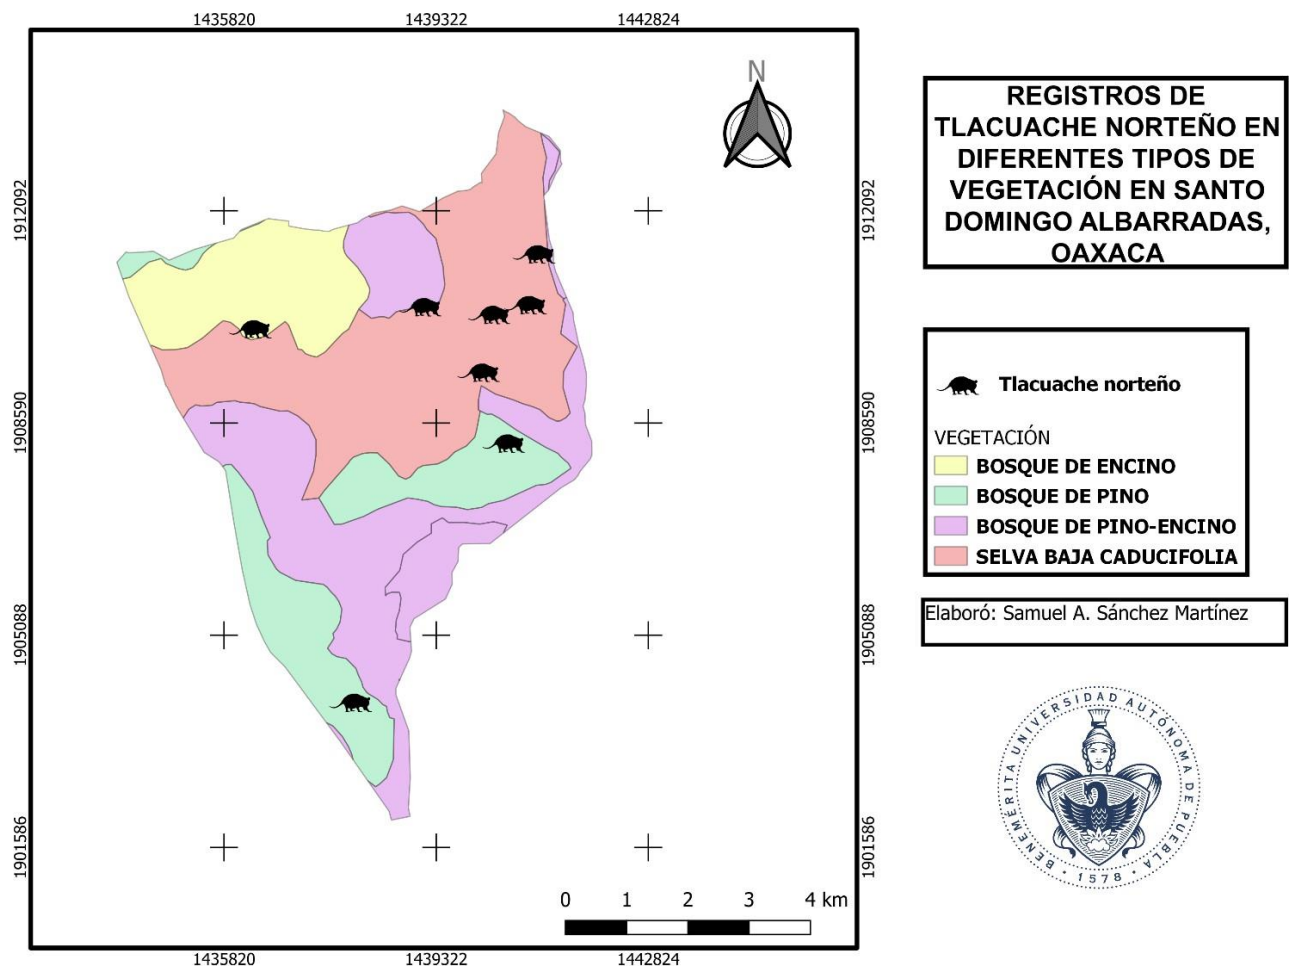 1435820 1439322 1442824
N
REGISTROS DE
TLACUACHE NORTEÑO EN
DIFERENTES TIPOS DE
VEGETACIÓN EN SANTO
DOMINGO ALBARRADAS,
OAXACA
1912092 1912092
1908590 1908590
1905088 1905088
1901586 1901586
Tlacuache norteño
VEGETACIÓN
BOSQUE DE ENCINO
BOSQUE DE PINO
BOSQUE DE PINO-ENCINO
SELVA BAJA CADUCIFOLIA
Elaboró: Samuel A. Sánchez Martínez
BENEMÉRITA UNIVERSIDAD AUTÓNOMA DE PUEBLA
· 1578 ·
0 1 2 3 4 km
1435820 1439322 1442824